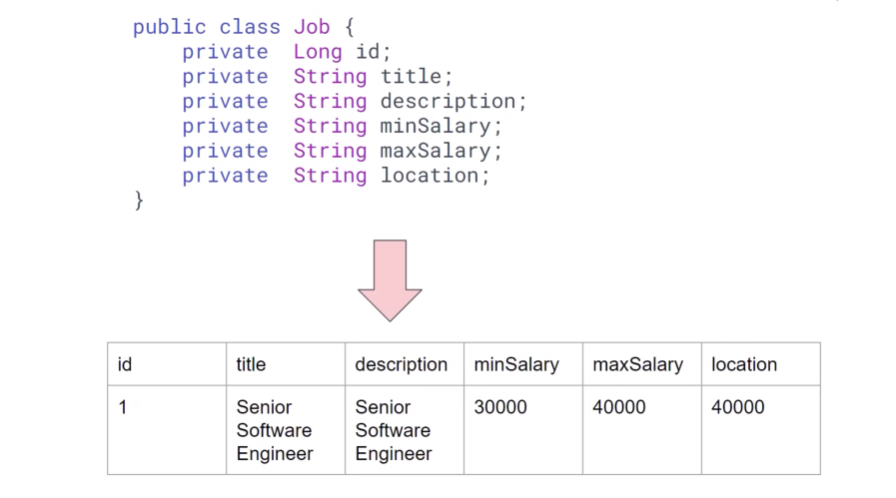 public class Job {
    private  Long id;
    private  String title;
    private  String description;
    private  String minSalary;
    private  String maxSalary;
    private  String location;
}
id title description minSalary maxSalary location
1 Senior Software Engineer Senior Software Engineer 30000 40000 40000